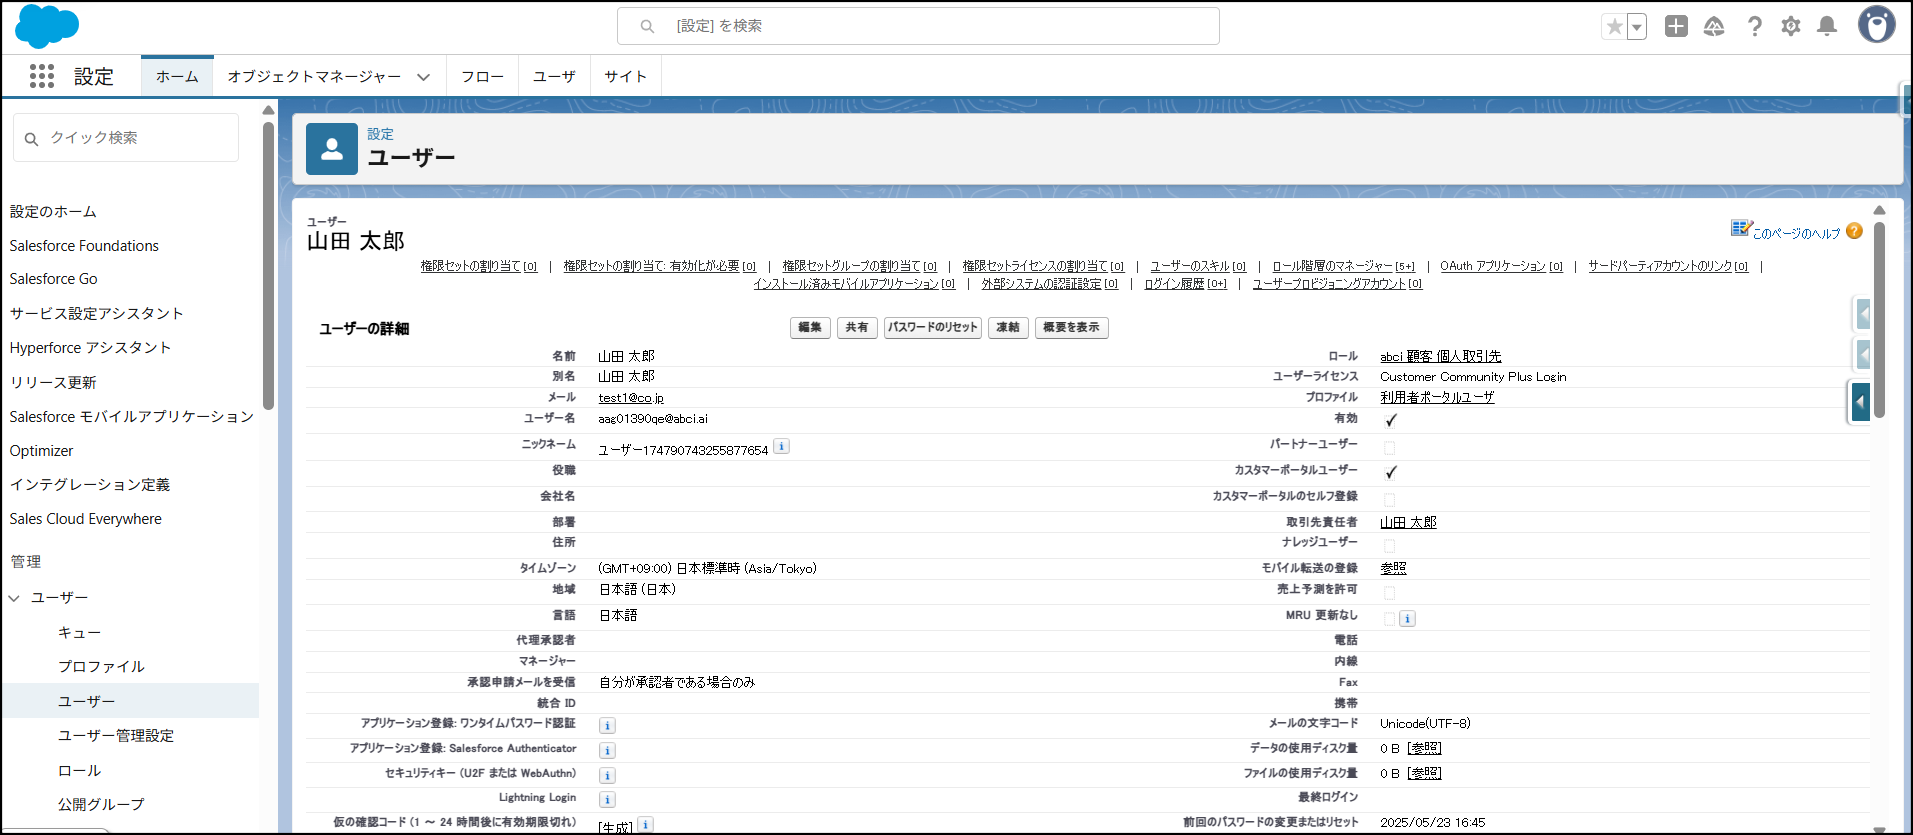 [設定] を検索
設定
ホーム
オブジェクトマネージャー
フロー
ユーザ
サイト
クイック検索
設定のホーム
Salesforce Foundations
Salesforce Go
サービス設定アシスタント
Hyperforce アシスタント
リリース更新
Salesforce モバイルアプリケーション
Optimizer
インテグレーション定義
Sales Cloud Everywhere
管理
ユーザー
キュー
プロファイル
ユーザー
ユーザー管理設定
ロール
公開グループ
設定
ユーザー
ユーザー
山田 太郎
このページのヘルプ
権限セットの割り当て [0] | 権限セットの割り当て: 有効化が必要 [0] | 権限セットグループの割り当て [0] | 権限セットライセンスの割り当て [0] | ユーザーのスキル [0] | ロール階層のマネージャー [5+] | OAuth アプリケーション [0] | サードパーティアカウントのリンク [0] |
インストール済みモバイルアプリケーション [0] | 外部システムの認証設定 [0] | ログイン履歴 [0+] | ユーザープロビジョニングアカウント [0]
ユーザーの詳細
編集 共有 パスワードのリセット 凍結 概要を表示
名前 山田 太郎 ロール abci 顧客 個人取引先
別名 山田 太郎 ユーザーライセンス Customer Community Plus Login
メール test1@co.jp プロファイル 利用者ポータルユーザ
ユーザー名 aag01390qe@abci.ai 有効 ✓
ニックネーム ユーザー174790743255877654 i パートナーユーザー
役職 カスタマーポータルユーザー ✓
会社名 カスタマーポータルのセルフ登録
部署 取引先責任者 山田 太郎
住所 ナレッジユーザー
タイムゾーン (GMT+09:00) 日本標準時 (Asia/Tokyo) モバイル転送の登録 参照
地域 日本語 (日本) 売上予測を許可
言語 日本語 MRU 更新なし i
代理承認者 電話
マネージャー 内線
承認申請メールを受信 自分が承認者である場合のみ Fax
統合 ID 携帯
アプリケーション登録: ワンタイムパスワード認証 i メールの文字コード Unicode(UTF-8)
アプリケーション登録: Salesforce Authenticator i データの使用ディスク量 0 B [参照]
セキュリティキー (U2F または WebAuthn) i ファイルの使用ディスク量 0 B [参照]
Lightning Login i 最終ログイン
仮の確認コード (1 ～ 24 時間後に有効期限切れ) [生成] i 前回のパスワードの変更またはリセット 2025/05/23 16:45